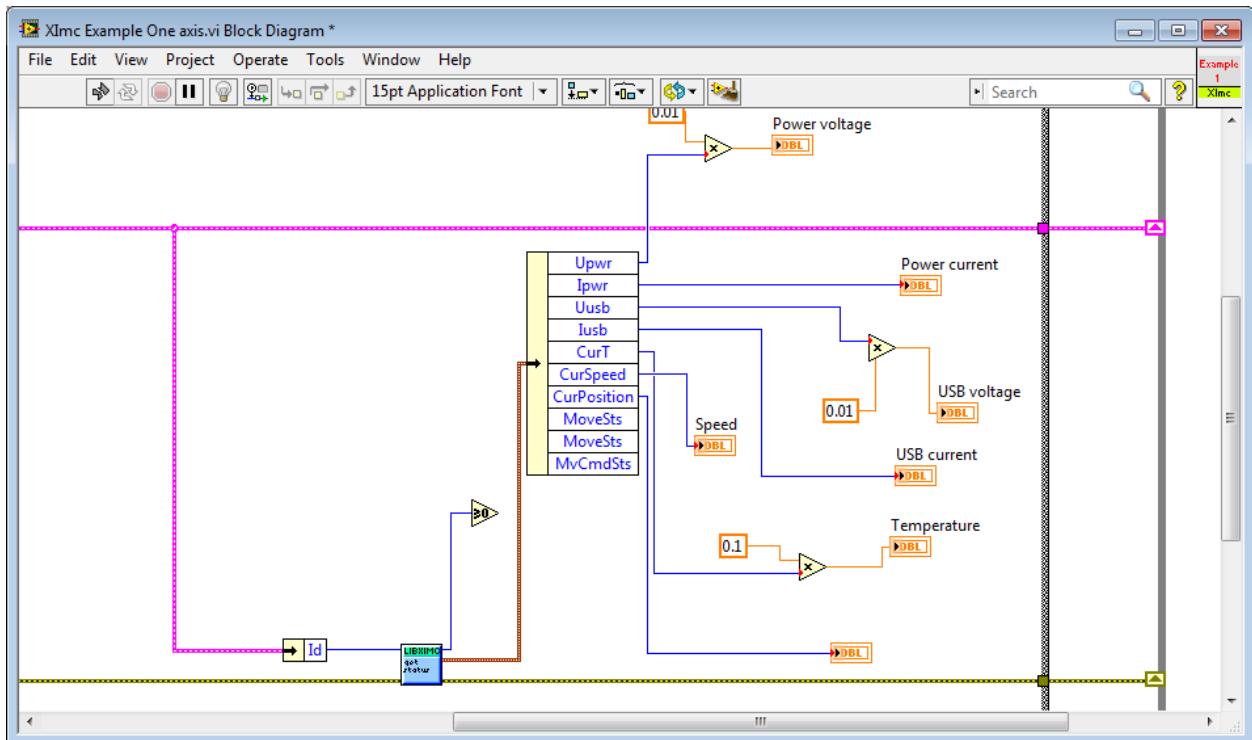 XImc Example One axis.vi Block Diagram *
File Edit View Project Operate Tools Window Help
15pt Application Font
Search
Example
1
XImc
0.01
Power voltage
DBL
Upwr
Ipwr
Uusb
Iusb
CurT
CurSpeed
CurPosition
MoveSts
MoveSts
MvCmdSts
Power current
DBL
x
x
0.01
USB voltage
DBL
Speed
DBL
USB current
DBL
≥0
Temperature
0.1
DBL
x
Id
LIBXIMC
get
status
DBL